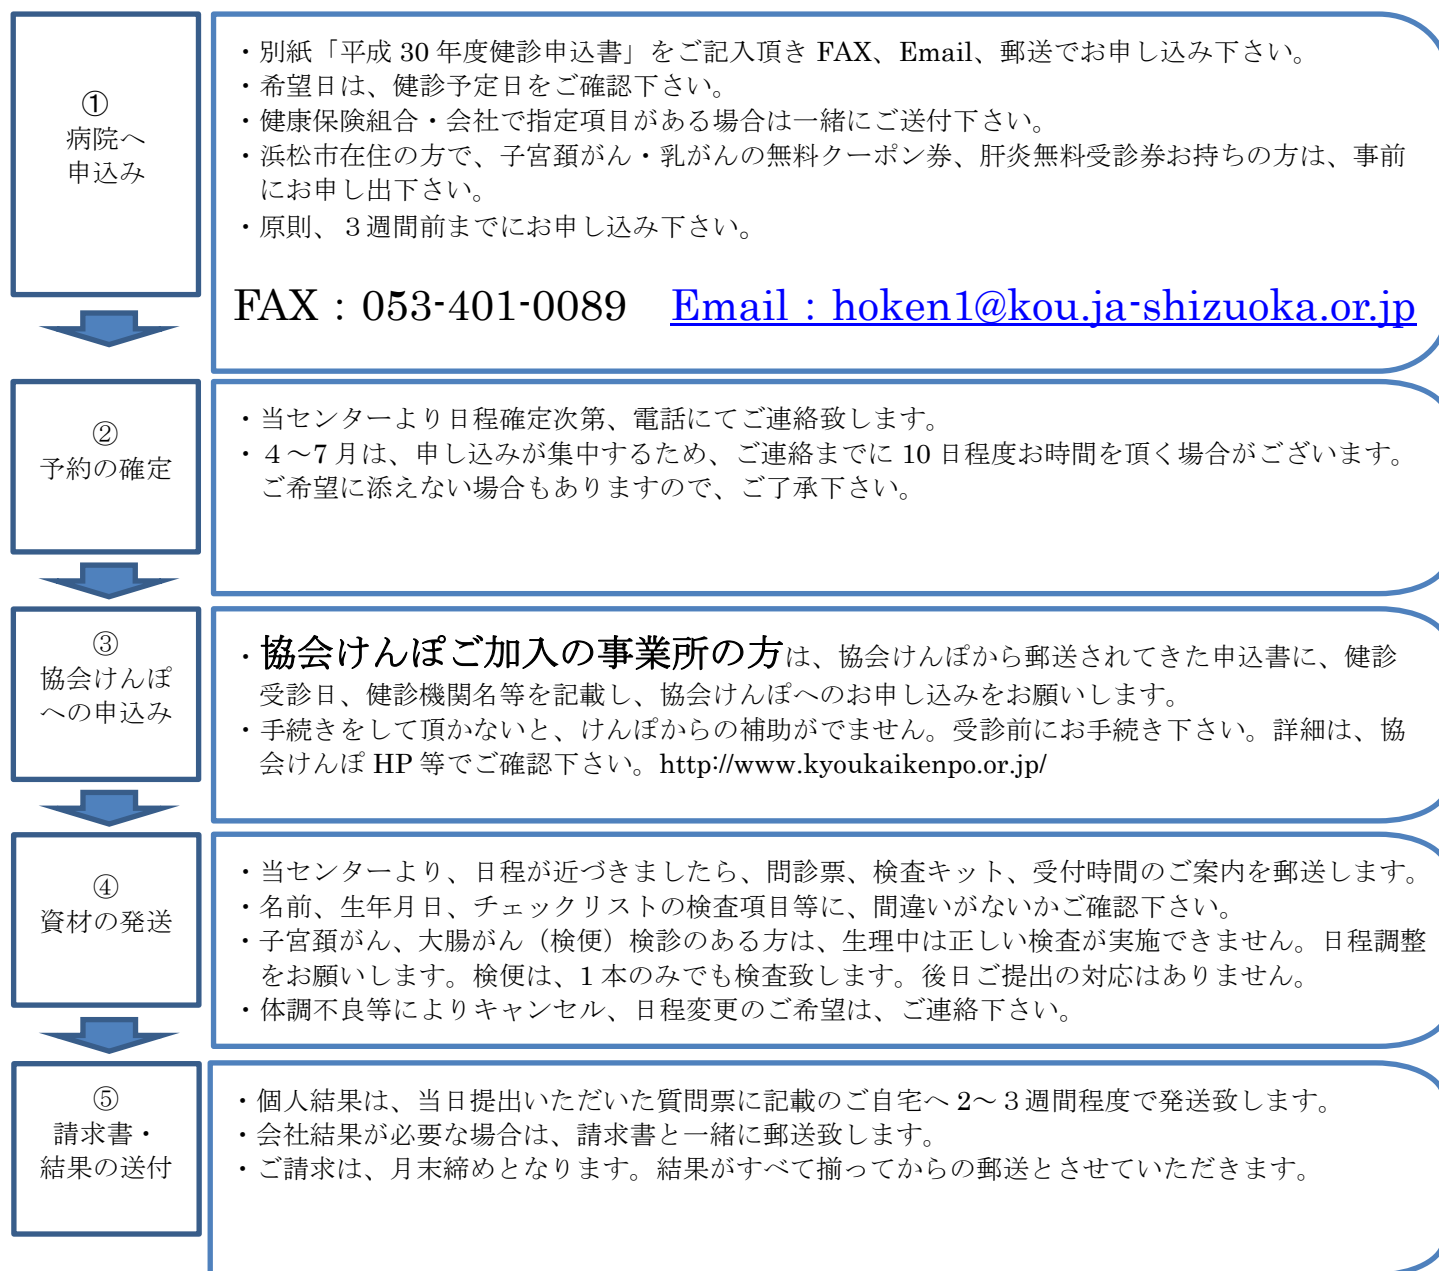 ①
病院へ
申込み
・別紙「平成 30 年度健診申込書」をご記入頂き FAX、Email、郵送でお申し込み下さい。
・希望日は、健診予定日をご確認下さい。
・健康保険組合・会社で指定項目がある場合は一緒にご送付下さい。
・浜松市在住の方で、子宮頚がん・乳がんの無料クーポン券、肝炎無料受診券お持ちの方は、事前
にお申し出下さい。
・原則、３週間前までにお申し込み下さい。
FAX：053-401-0089 Email：hoken1@kou.ja-shizuoka.or.jp
②
予約の確定
・当センターより日程確定次第、電話にてご連絡致します。
・４～7 月は、申し込みが集中するため、ご連絡までに 10 日程度お時間を頂く場合がございます。
ご希望に添えない場合もありますので、ご了承下さい。
③
協会けんぽ
への申込み
・協会けんぽご加入の事業所の方は、協会けんぽから郵送されてきた申込書に、健診
受診日、健診機関名等を記載し、協会けんぽへのお申し込みをお願いします。
・手続きをして頂かないと、けんぽからの補助がでません。受診前にお手続き下さい。詳細は、協
会けんぽ HP 等でご確認下さい。http://www.kyoukaikenpo.or.jp/
④
資材の発送
・当センターより、日程が近づきましたら、問診票、検査キット、受付時間のご案内を郵送します。
・名前、生年月日、チェックリストの検査項目等に、間違いがないかご確認下さい。
・子宮頚がん、大腸がん（検便）検診のある方は、生理中は正しい検査が実施できません。日程調整
をお願いします。検便は、1 本のみでも検査致します。後日ご提出の対応はありません。
・体調不良等によりキャンセル、日程変更のご希望は、ご連絡下さい。
⑤
請求書・
結果の送付
・個人結果は、当日提出いただいた質問票に記載のご自宅へ 2～３週間程度で発送致します。
・会社結果が必要な場合は、請求書と一緒に郵送致します。
・ご請求は、月末締めとなります。結果がすべて揃ってからの郵送とさせていただきます。